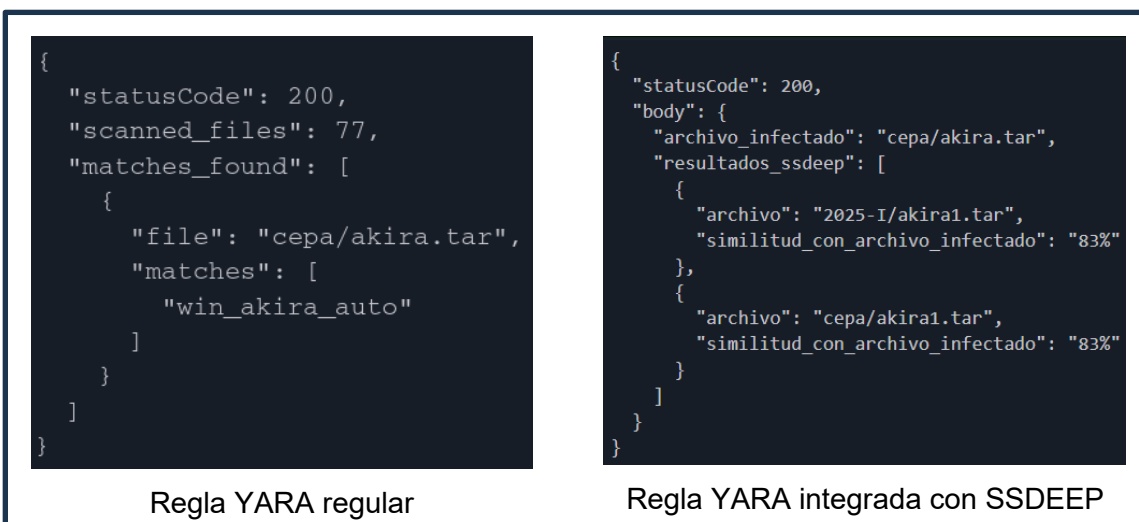 {
  "statusCode": 200,
  "scanned_files": 77,
  "matches_found": [
    {
      "file": "cepa/akira.tar",
      "matches": [
        "win_akira_auto"
      ]
    }
  ]
}
Regla YARA regular
{
  "statusCode": 200,
  "body": {
    "archivo_infectado": "cepa/akira.tar",
    "resultados_ssdeep": [
      {
        "archivo": "2025-I/akira1.tar",
        "similitud_con_archivo_infectado": "83%"
      },
      {
        "archivo": "cepa/akira1.tar",
        "similitud_con_archivo_infectado": "83%"
      }
    ]
  }
}
Regla YARA integrada con SSDEEP